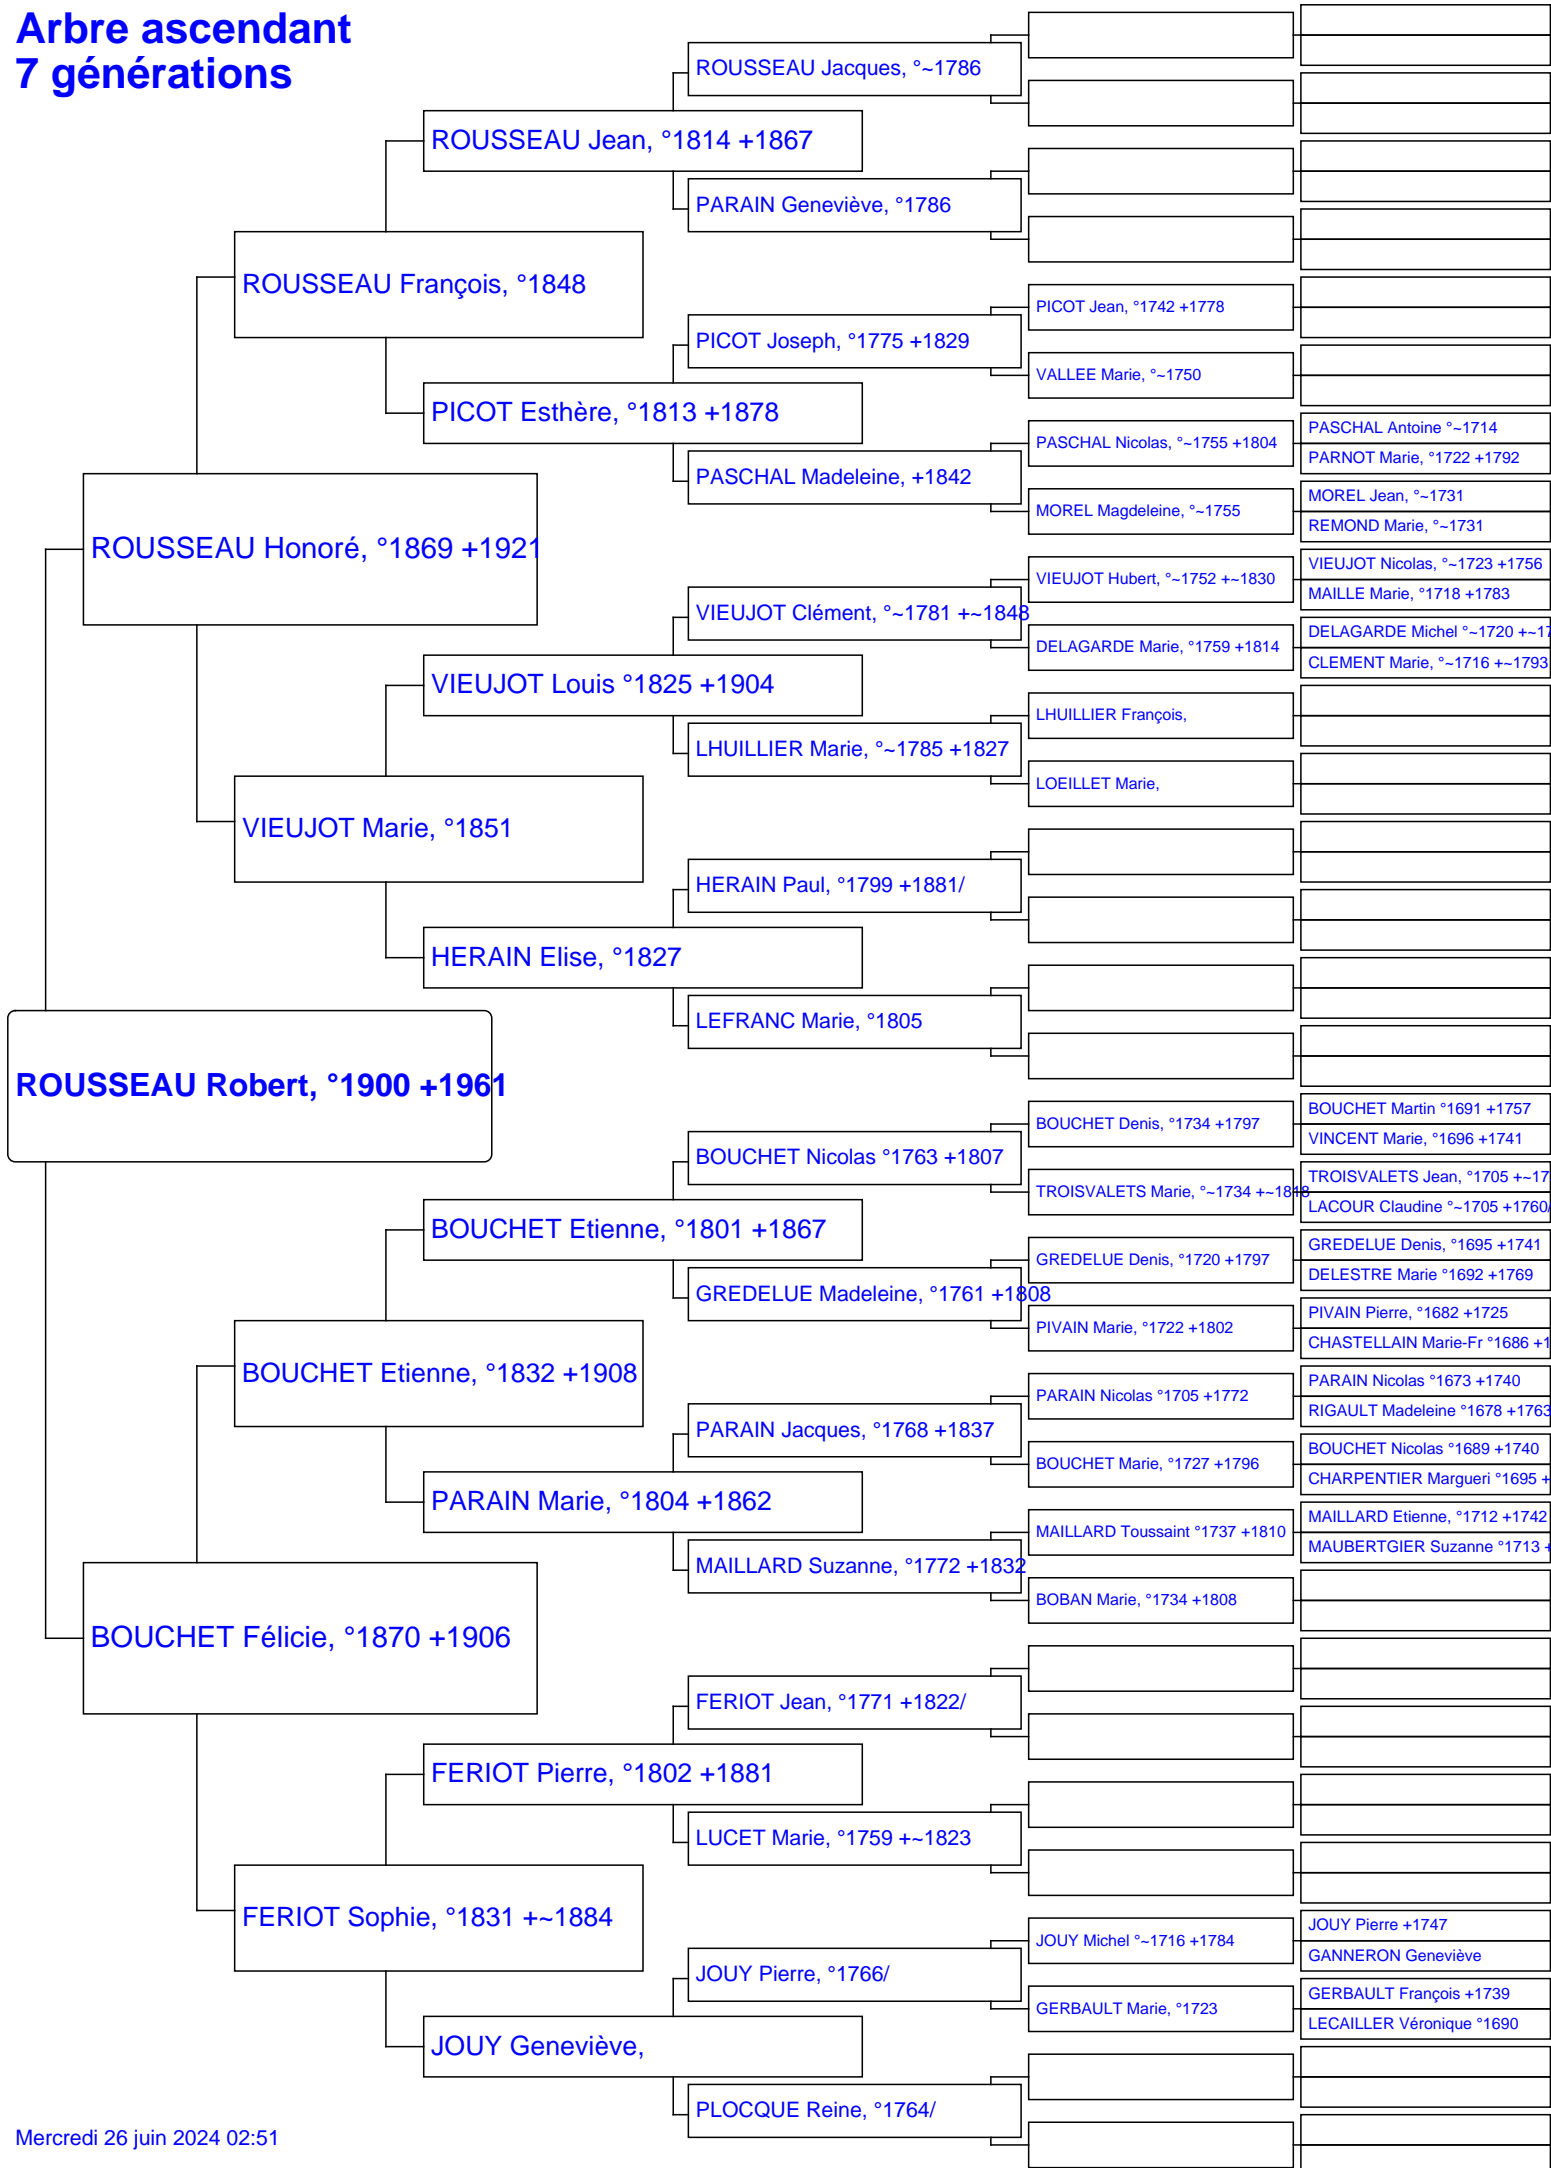 Arbre ascendant
7 générations
ROUSSEAU Jacques, °~1786
ROUSSEAU Jean, °1814 +1867
PARAIN Geneviève, °1786
ROUSSEAU François, °1848
PICOT Jean, °1742 +1778
PICOT Joseph, °1775 +1829
VALLEE Marie, °~1750
PICOT Esthère, °1813 +1878
PASCHAL Antoine °~1714
PASCHAL Nicolas, °~1755 +1804
PARNOT Marie, °1722 +1792
PASCHAL Madeleine, +1842
MOREL Jean, °~1731
MOREL Magdeleine, °~1755
REMOND Marie, °~1731
ROUSSEAU Honoré, °1869 +1921
VIEUJOT Nicolas, °~1723 +1756
VIEUJOT Hubert, °~1752 +~1830
MAILLE Marie, °1718 +1783
VIEUJOT Clément, °~1781 +~1848
DELAGARDE Michel °~1720 +~17
DELAGARDE Marie, °1759 +1814
CLEMENT Marie, °~1716 +~1793
VIEUJOT Louis °1825 +1904
LHUILLIER François,
LHUILLIER Marie, °~1785 +1827
LOEILLET Marie,
VIEUJOT Marie, °1851
HERAIN Paul, °1799 +1881/
HERAIN Elise, °1827
LEFRANC Marie, °1805
ROUSSEAU Robert, °1900 +1961
BOUCHET Martin °1691 +1757
BOUCHET Denis, °1734 +1797
VINCENT Marie, °1696 +1741
BOUCHET Nicolas °1763 +1807
TROISVALETS Jean, °1705 +~17
TROISVALETS Marie, °~1734 +~1818
LACOUR Claudine °~1705 +1760/
BOUCHET Etienne, °1801 +1867
GREDELUE Denis, °1695 +1741
GREDELUE Denis, °1720 +1797
DELESTRE Marie °1692 +1769
GREDELUE Madeleine, °1761 +1808
PIVAIN Pierre, °1682 +1725
PIVAIN Marie, °1722 +1802
CHASTELLAIN Marie-Fr °1686 +1
BOUCHET Etienne, °1832 +1908
PARAIN Nicolas °1673 +1740
PARAIN Nicolas °1705 +1772
RIGAULT Madeleine °1678 +1763
PARAIN Jacques, °1768 +1837
BOUCHET Nicolas °1689 +1740
BOUCHET Marie, °1727 +1796
CHARPENTIER Margueri °1695 +
PARAIN Marie, °1804 +1862
MAILLARD Etienne, °1712 +1742
MAILLARD Toussaint °1737 +1810
MAUBERTGIER Suzanne °1713 +
MAILLARD Suzanne, °1772 +1832
BOBAN Marie, °1734 +1808
BOUCHET Félicie, °1870 +1906
FERIOT Jean, °1771 +1822/
FERIOT Pierre, °1802 +1881
LUCET Marie, °1759 +~1823
FERIOT Sophie, °1831 +~1884
JOUY Pierre +1747
JOUY Michel °~1716 +1784
GANNERON Geneviève
JOUY Pierre, °1766/
GERBAULT François +1739
GERBAULT Marie, °1723
LECAILLER Véronique °1690
JOUY Geneviève,
PLOCQUE Reine, °1764/
Mercredi 26 juin 2024 02:51